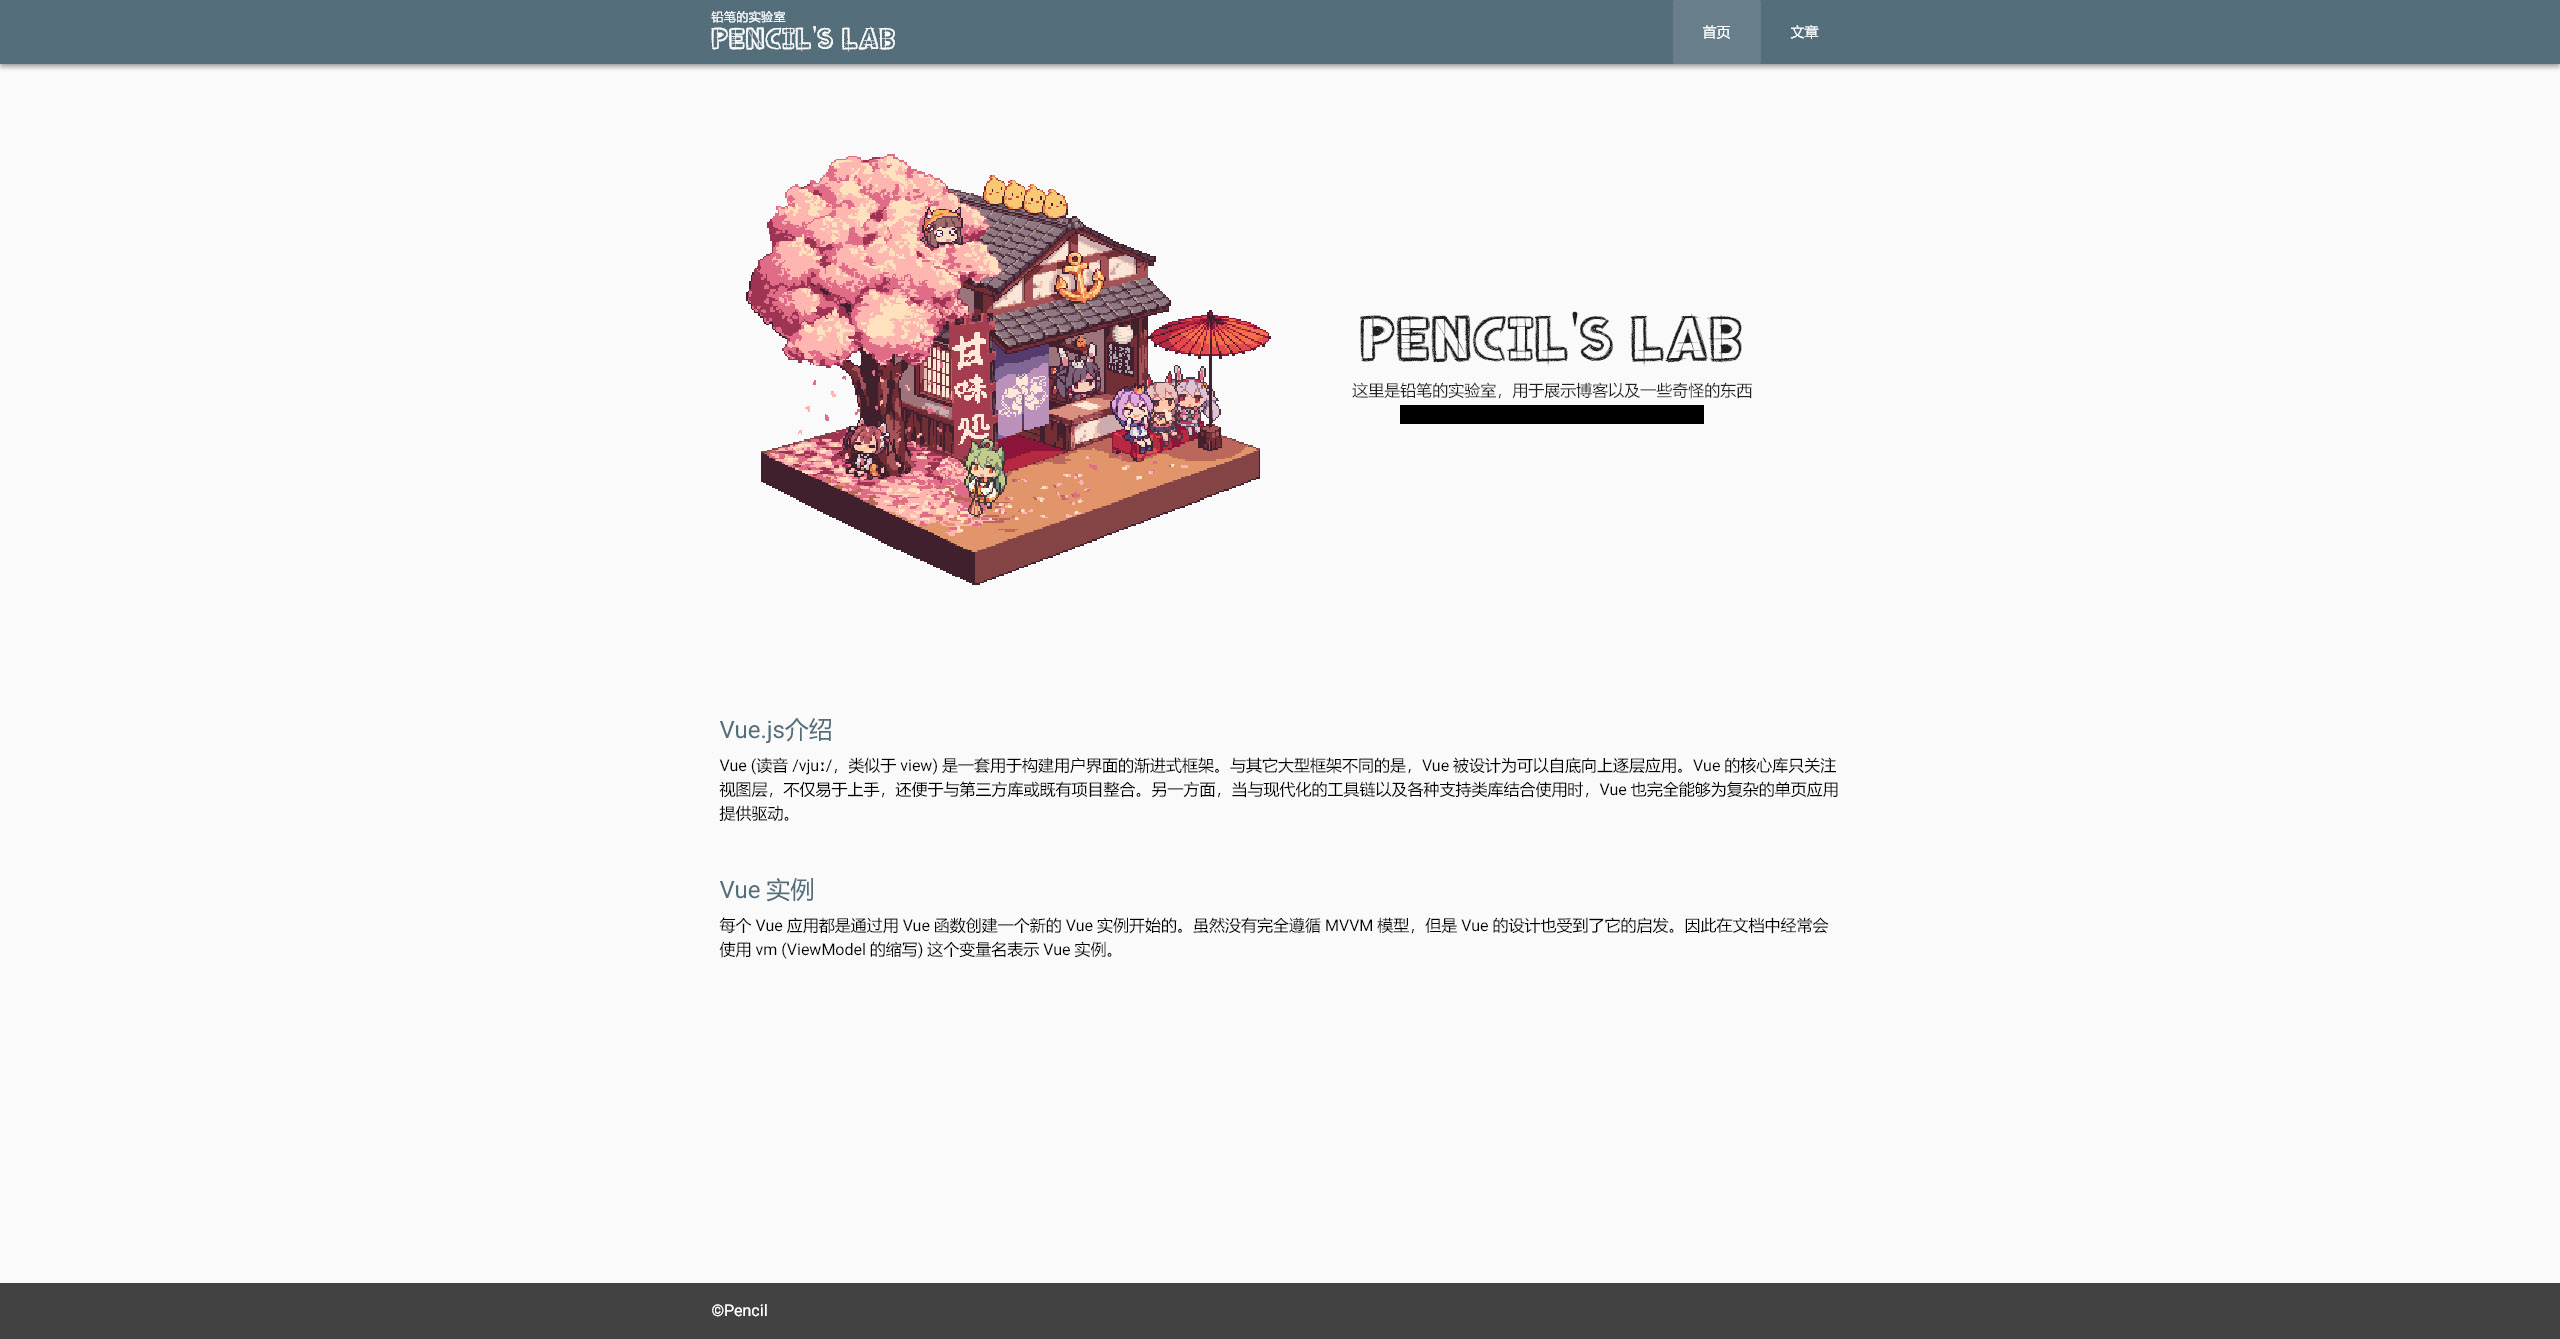 铅笔的实验室
PENCIL'S LAB
首页
文章
甘味処
PENCIL'S LAB
这里是铅笔的实验室，用于展示博客以及一些奇怪的东西
Vue.js介绍
Vue (读音 /vjuː/，类似于 view) 是一套用于构建用户界面的渐进式框架。与其它大型框架不同的是，Vue 被设计为可以自底向上逐层应用。Vue 的核心库只关注
视图层，不仅易于上手，还便于与第三方库或既有项目整合。另一方面，当与现代化的工具链以及各种支持类库结合使用时，Vue 也完全能够为复杂的单页应用
提供驱动。
Vue 实例
每个 Vue 应用都是通过用 Vue 函数创建一个新的 Vue 实例开始的。虽然没有完全遵循 MVVM 模型，但是 Vue 的设计也受到了它的启发。因此在文档中经常会
使用 vm (ViewModel 的缩写) 这个变量名表示 Vue 实例。
©Pencil